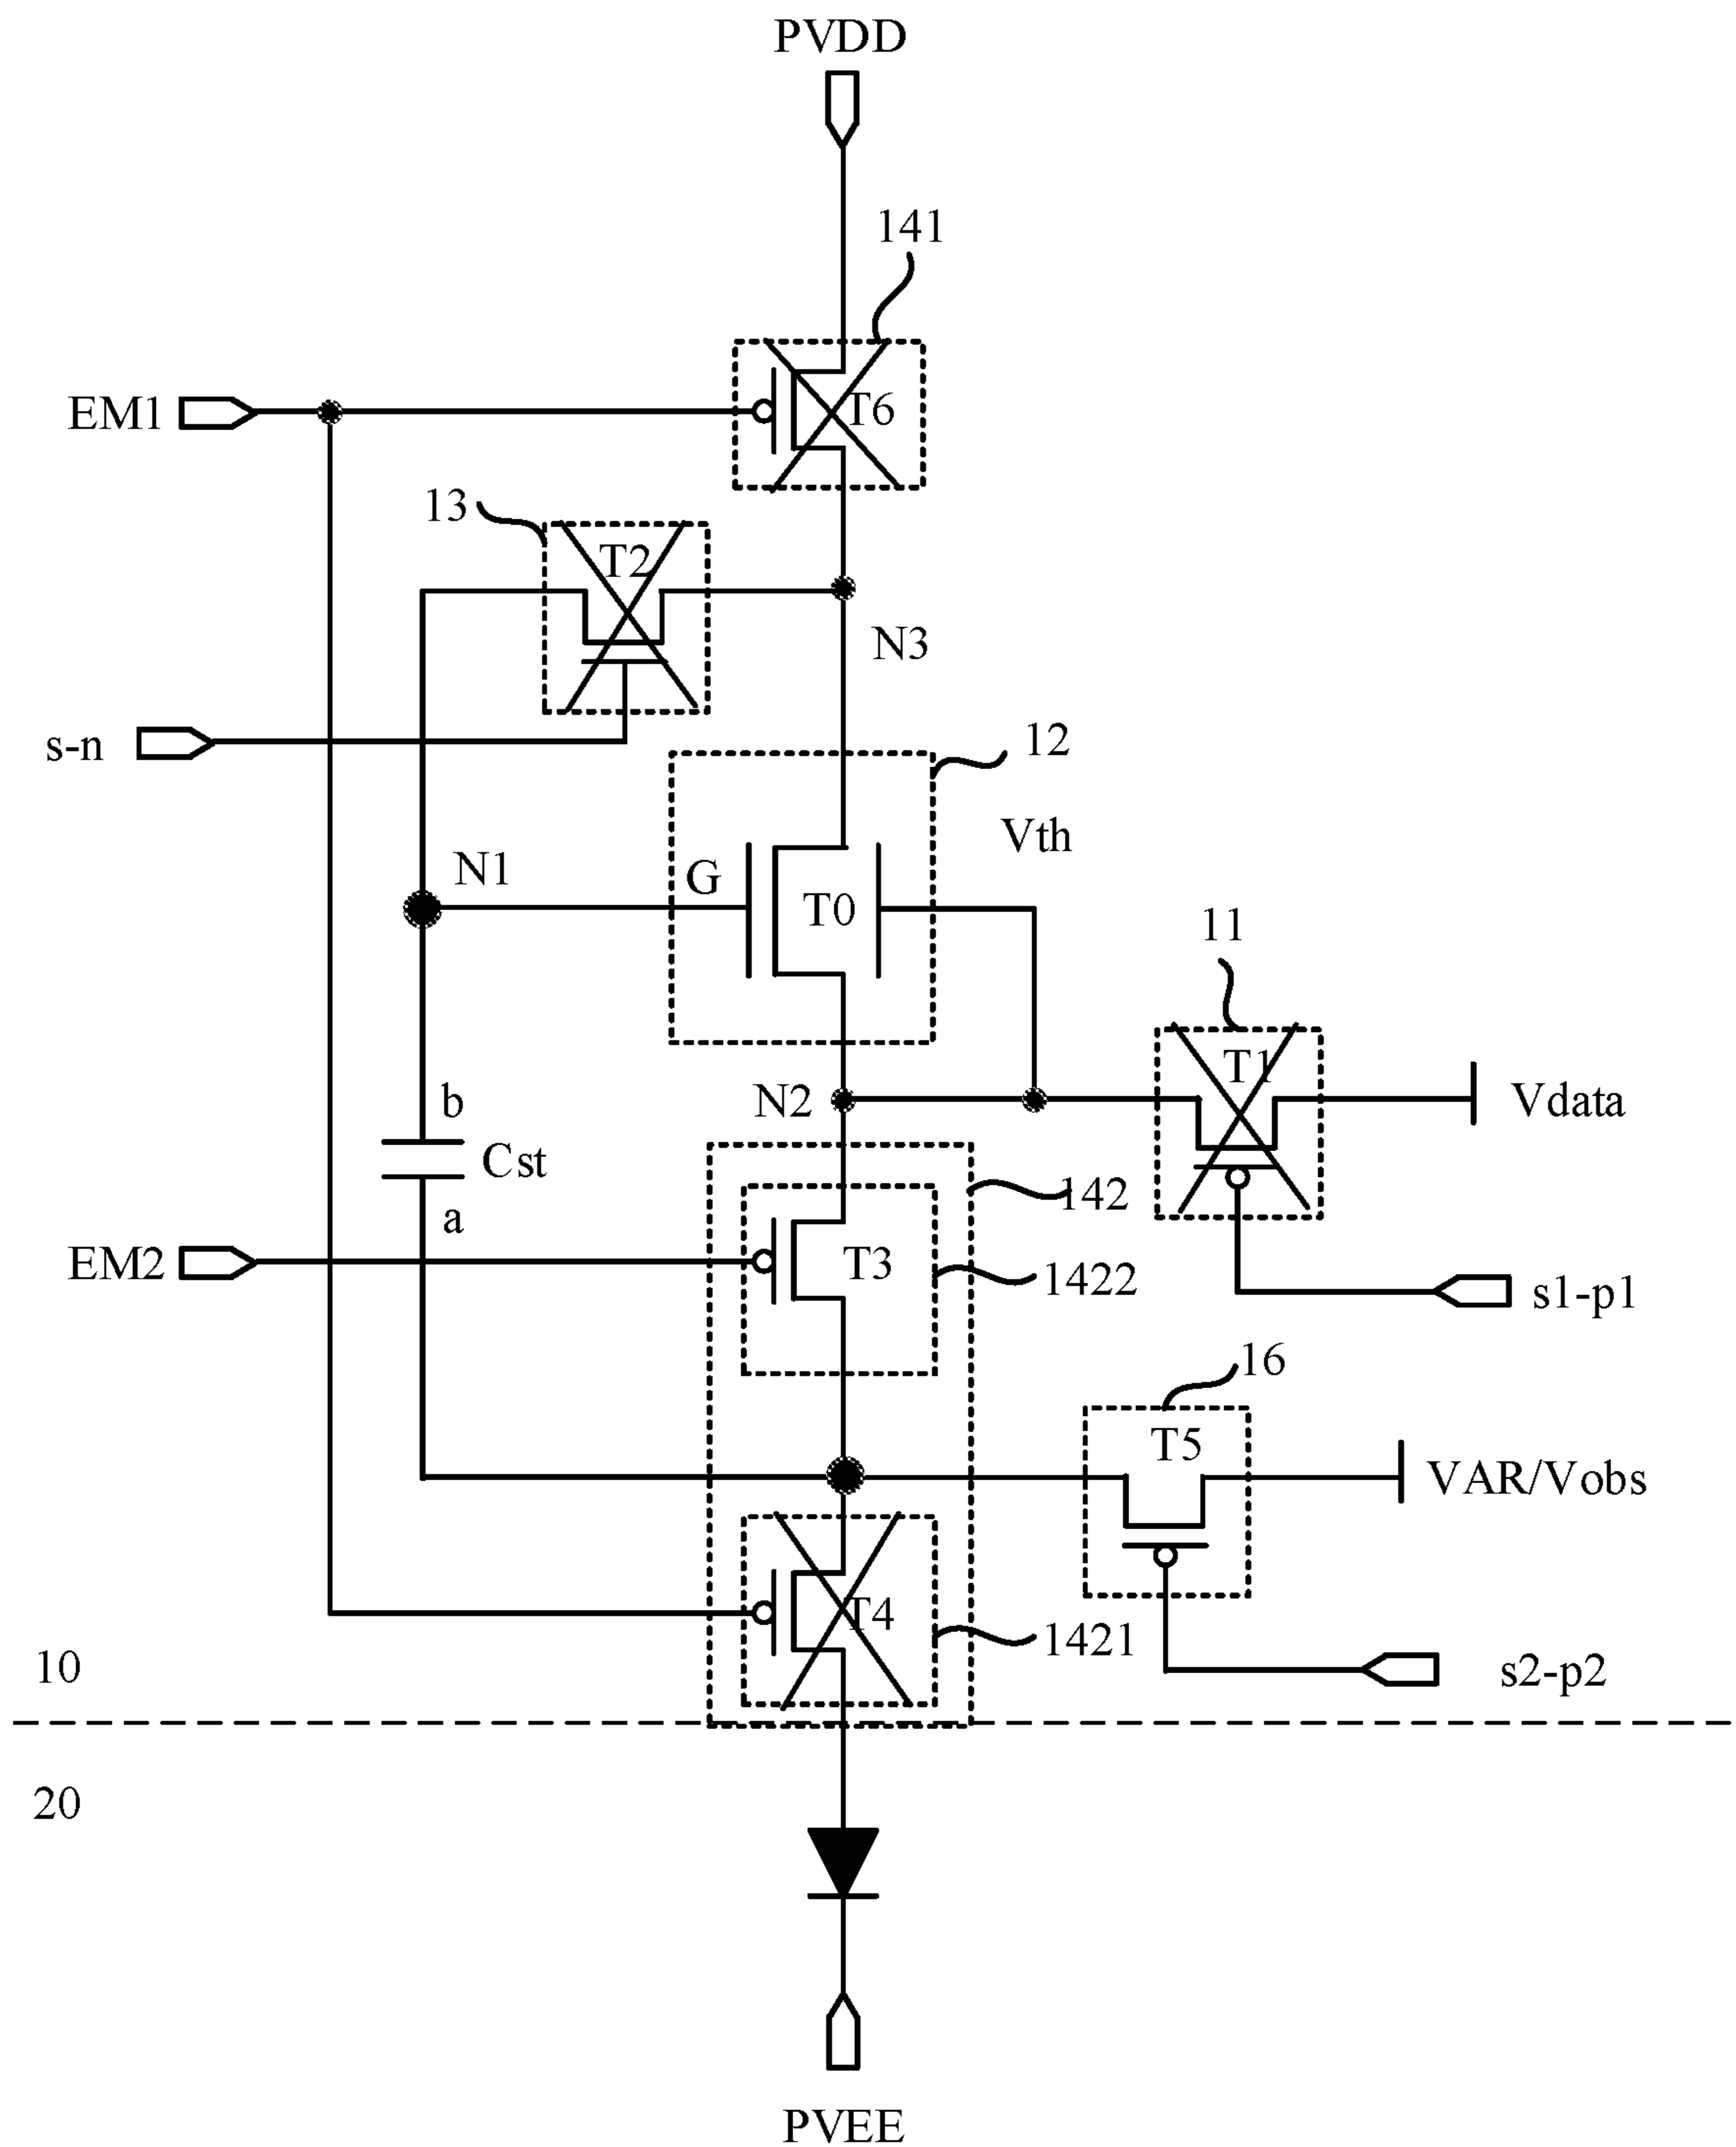 PVDD
141
EM1
T6
13
T2
N3
s-n
12
Vth
N1
G
T0
11
T1
b
N2
Vdata
Cst
142
a
T3
EM2
1422
s1-p1
16
T5
VAR/Vobs
T4
1421
10
s2-p2
20
PVEE